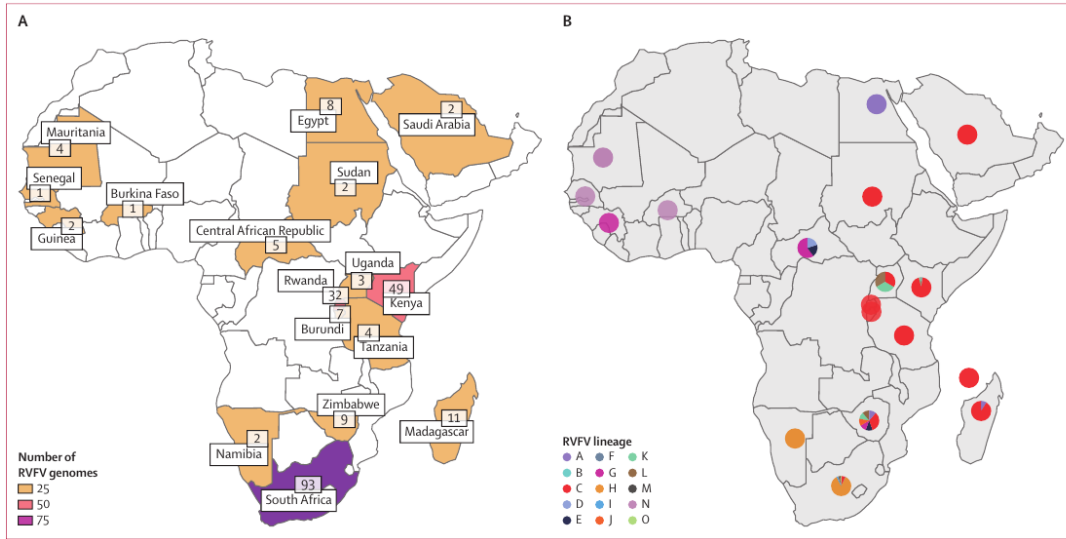 A
B
8
Egypt
2
Saudi Arabia
Mauritania
4
Sudan
2
Senegal
1
Burkina Faso
1
2
Guinea
Central African Republic
5
Uganda
3
Rwanda
32
49
Kenya
7
Burundi
4
Tanzania
Zimbabwe
9
11
Madagascar
2
Namibia
93
South Africa
Number of
RVFV genomes
25
50
75
RVFV lineage
A F K
B G L
C H M
D I N
E J O